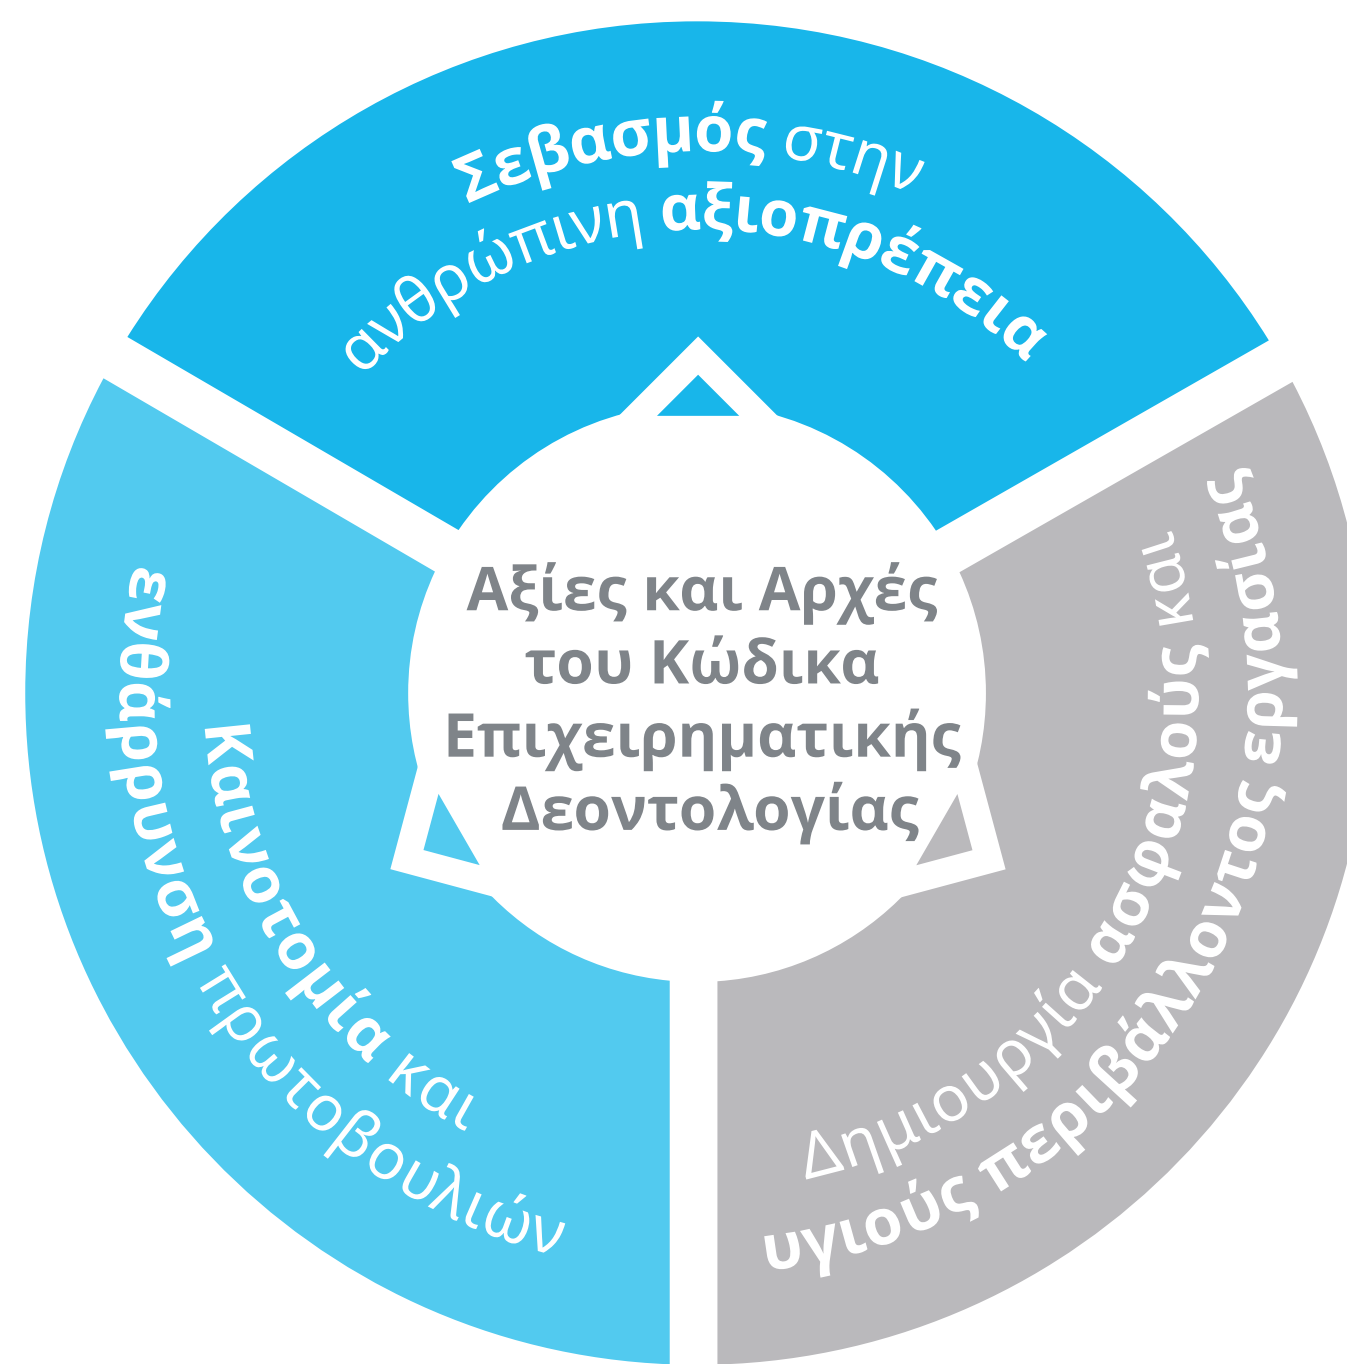 Σεβασμός στην
ανθρώπινη αξιοπρέπεια
Αξίες και Αρχές
του Κώδικα
Επιχειρηματικής
Δεοντολογίας
Καινοτομία και
ενθάρρυνση πρωτοβουλιών
Δημιουργία ασφαλούς και
υγιούς περιβάλλοντος εργασίας